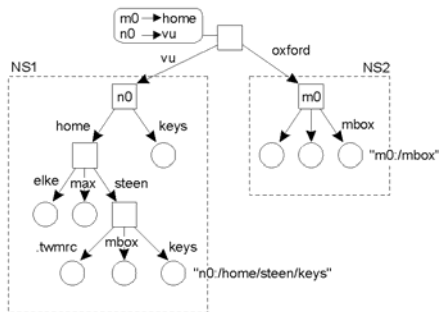 m0 → home
n0 → vu
vu
oxford
NS1
NS2
n0
m0
home
keys
mbox
"m0:/mbox"
elke
max
steen
.twmrc
mbox
keys
"n0:/home/steen/keys"